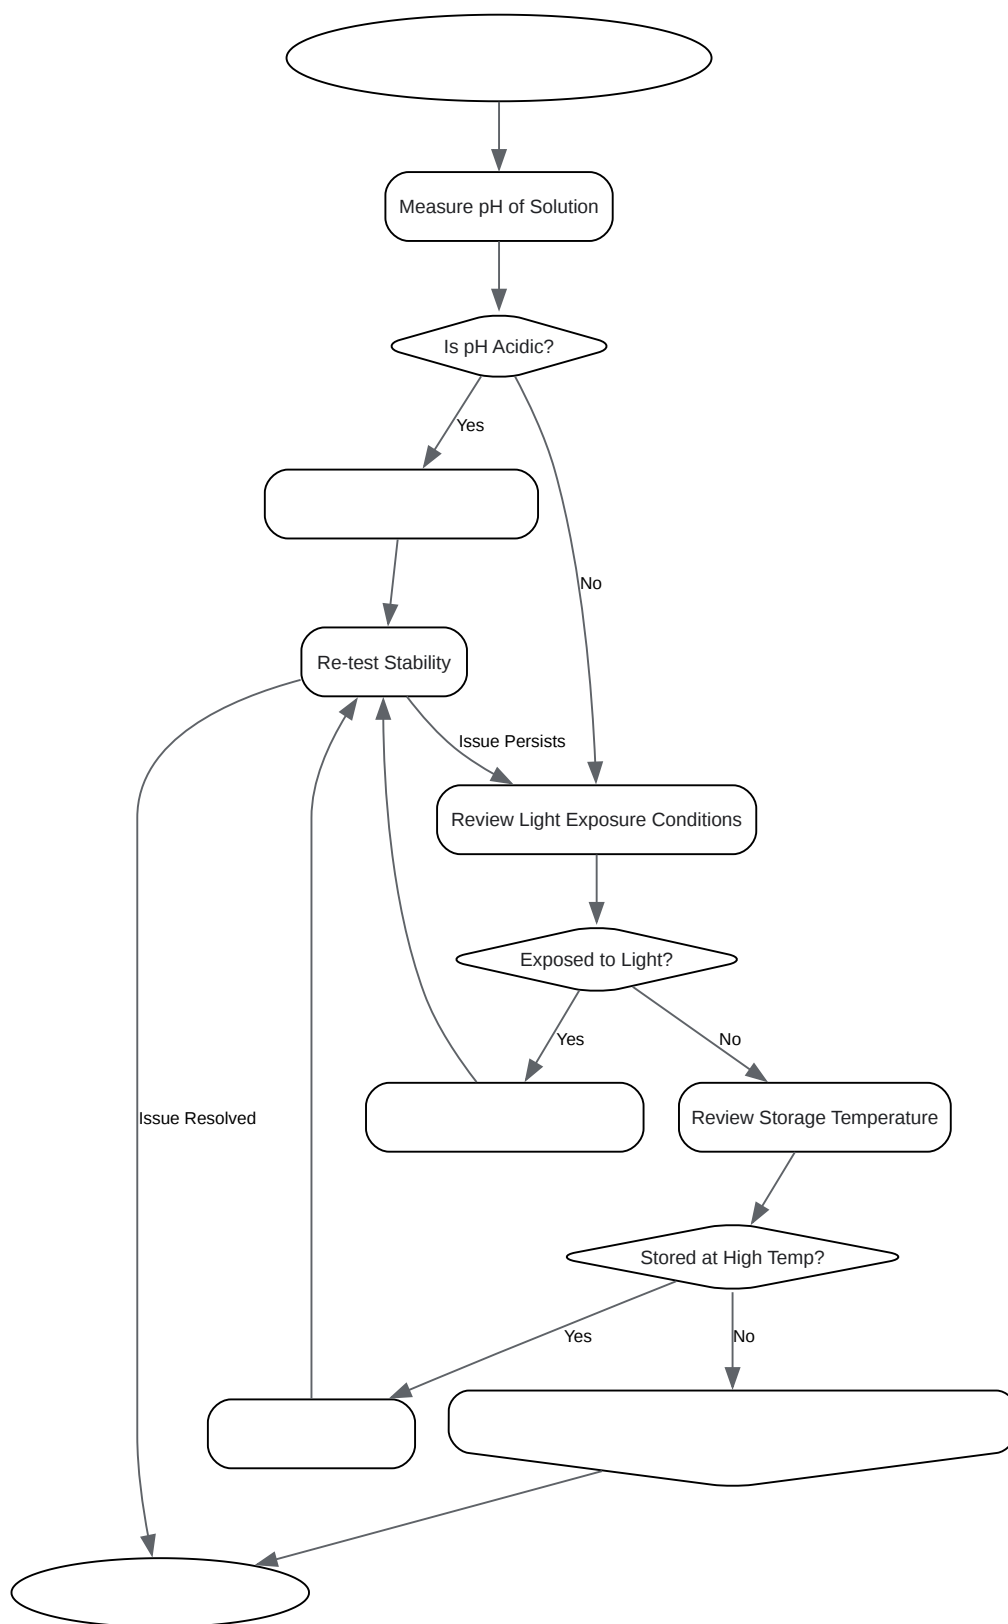 Measure pH of Solution
Is pH Acidic?
Yes
No
Re-test Stability
Issue Persists
Review Light Exposure Conditions
Exposed to Light?
Yes
No
Issue Resolved
Review Storage Temperature
Stored at High Temp?
Yes
No